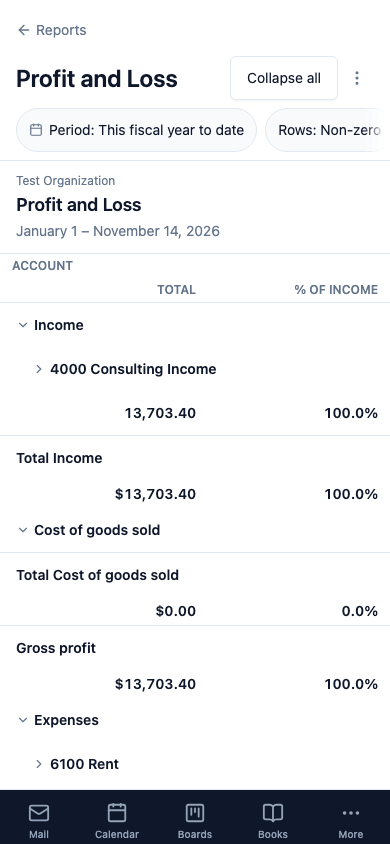 Reports
Profit and Loss
Collapse all
Period: This fiscal year to date
Rows: Non-zero
Test Organization
Profit and Loss
January 1 – November 14, 2026
ACCOUNT
TOTAL % OF INCOME
Income
4000 Consulting Income
13,703.40 100.0%
Total Income
$13,703.40 100.0%
Cost of goods sold
Total Cost of goods sold
$0.00 0.0%
Gross profit
$13,703.40 100.0%
Expenses
6100 Rent
Mail Calendar Boards Books More